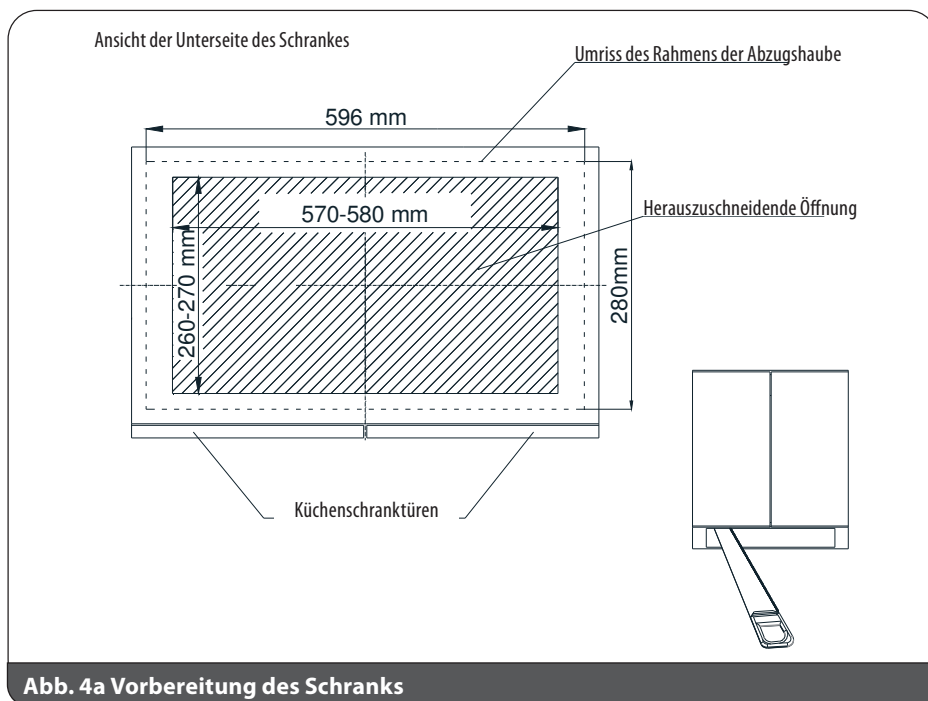 Ansicht der Unterseite des Schrankes
Umriss des Rahmens der Abzugshaube
596 mm
570-580 mm
Herauszuschneidende Öffnung
260-270 mm
280mm
Küchenschranktüren
Abb. 4a Vorbereitung des Schranks